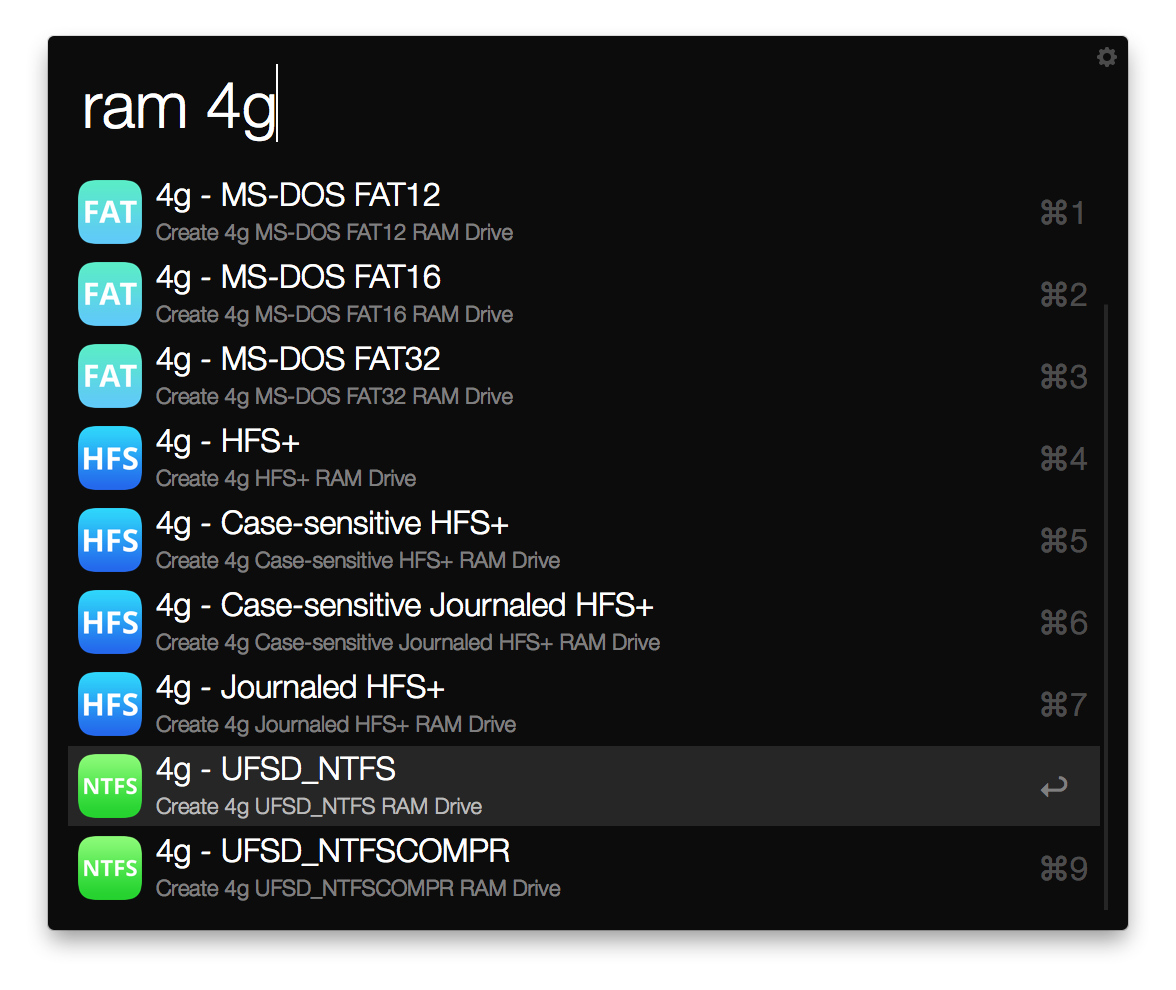 ram 4g
FAT
4g - MS-DOS FAT12
Create 4g MS-DOS FAT12 RAM Drive
⌘1
FAT
4g - MS-DOS FAT16
Create 4g MS-DOS FAT16 RAM Drive
⌘2
FAT
4g - MS-DOS FAT32
Create 4g MS-DOS FAT32 RAM Drive
⌘3
HFS
4g - HFS+
Create 4g HFS+ RAM Drive
⌘4
HFS
4g - Case-sensitive HFS+
Create 4g Case-sensitive HFS+ RAM Drive
⌘5
HFS
4g - Case-sensitive Journaled HFS+
Create 4g Case-sensitive Journaled HFS+ RAM Drive
⌘6
HFS
4g - Journaled HFS+
Create 4g Journaled HFS+ RAM Drive
⌘7
NTFS
4g - UFSD_NTFS
Create 4g UFSD_NTFS RAM Drive
NTFS
4g - UFSD_NTFSCOMPR
Create 4g UFSD_NTFSCOMPR RAM Drive
⌘9